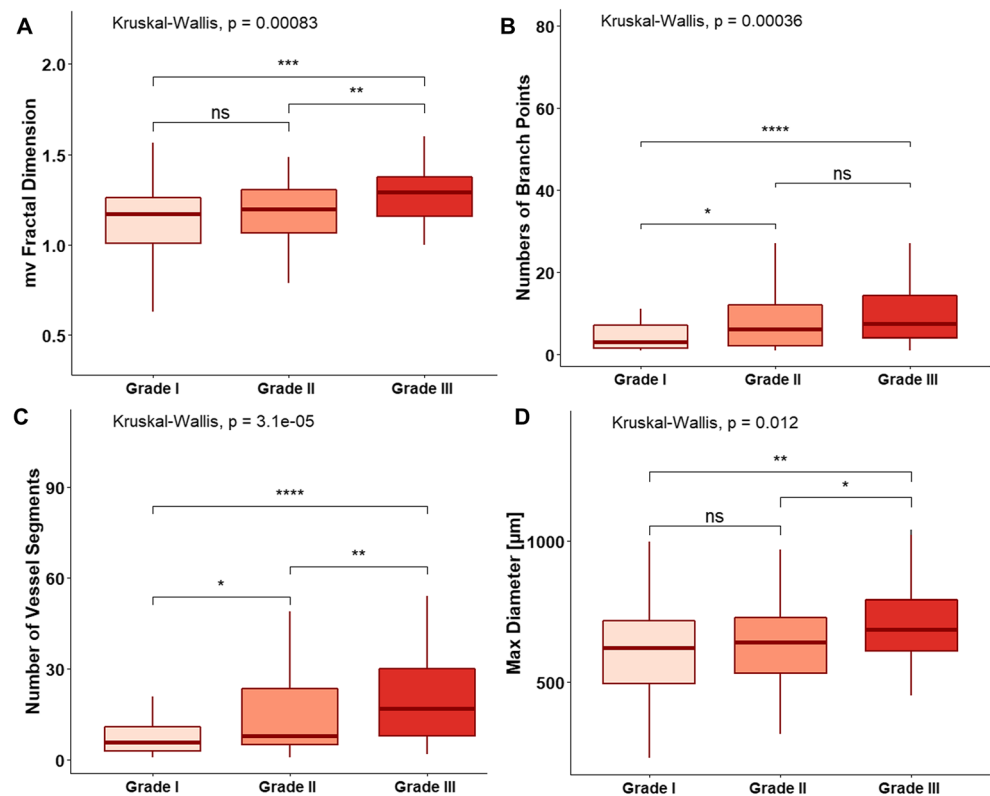 A
Kruskal-Wallis, p = 0.00083
mv Fractal Dimension
2.0
1.5
1.0
0.5
***
**
ns
Grade I
Grade II
Grade III
B
Kruskal-Wallis, p = 0.00036
Numbers of Branch Points
80
60
40
20
0
****
ns
*
Grade I
Grade II
Grade III
C
Kruskal-Wallis, p = 3.1e-05
Number of Vessel Segments
90
60
30
0
****
**
*
Grade I
Grade II
Grade III
D
Kruskal-Wallis, p = 0.012
Max Diameter [µm]
1000
500
**
*
ns
Grade I
Grade II
Grade III